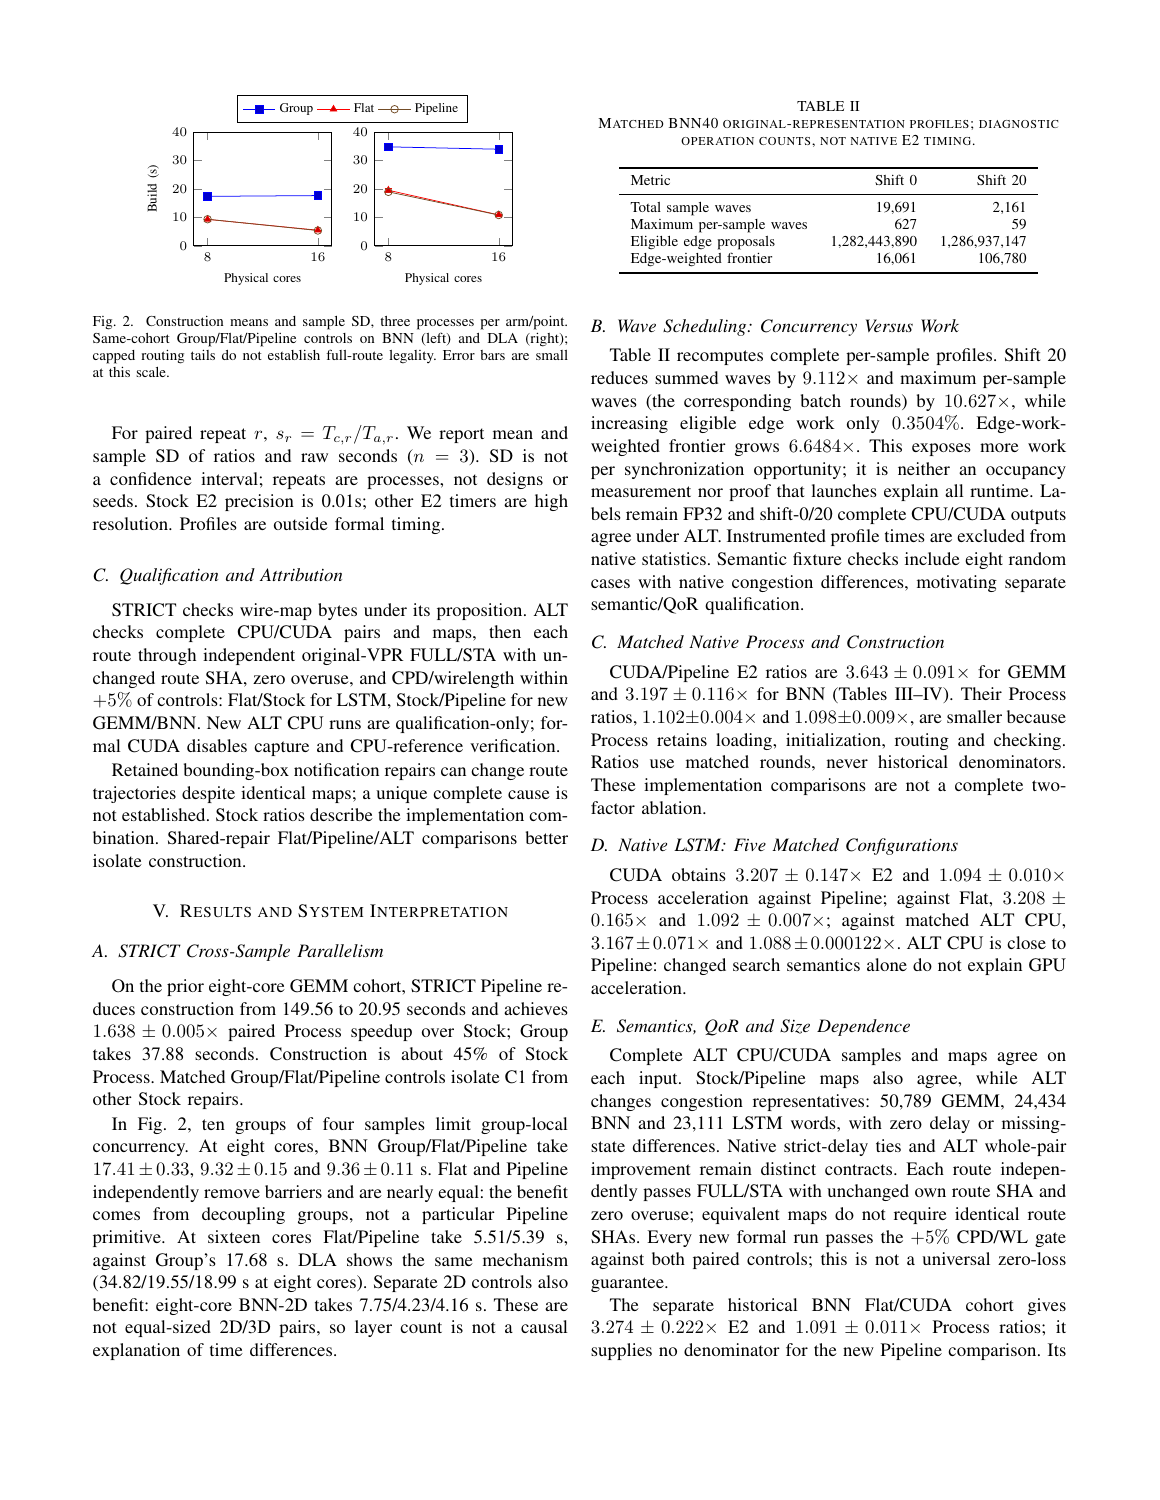 Group Flat Pipeline
40
30
20
10
0
8 16
Physical cores
Build (s)
40
30
20
10
0
8 16
Physical cores
Fig. 2. Construction means and sample SD, three processes per arm/point.
Same-cohort Group/Flat/Pipeline controls on BNN (left) and DLA (right);
capped routing tails do not establish full-route legality. Error bars are small
at this scale.
For paired repeat r, s_r = T_{c,r}/T_{a,r}. We report mean and
sample SD of ratios and raw seconds (n = 3). SD is not
a confidence interval; repeats are processes, not designs or
seeds. Stock E2 precision is 0.01s; other E2 timers are high
resolution. Profiles are outside formal timing.
C. Qualification and Attribution
STRICT checks wire-map bytes under its proposition. ALT
checks complete CPU/CUDA pairs and maps, then each
route through independent original-VPR FULL/STA with un-
changed route SHA, zero overuse, and CPD/wirelength within
+5% of controls: Flat/Stock for LSTM, Stock/Pipeline for new
GEMM/BNN. New ALT CPU runs are qualification-only; for-
mal CUDA disables capture and CPU-reference verification.
Retained bounding-box notification repairs can change route
trajectories despite identical maps; a unique complete cause is
not established. Stock ratios describe the implementation com-
bination. Shared-repair Flat/Pipeline/ALT comparisons better
isolate construction.
V. RESULTS AND SYSTEM INTERPRETATION
A. STRICT Cross-Sample Parallelism
On the prior eight-core GEMM cohort, STRICT Pipeline re-
duces construction from 149.56 to 20.95 seconds and achieves
1.638 ± 0.005× paired Process speedup over Stock; Group
takes 37.88 seconds. Construction is about 45% of Stock
Process. Matched Group/Flat/Pipeline controls isolate C1 from
other Stock repairs.
In Fig. 2, ten groups of four samples limit group-local
concurrency. At eight cores, BNN Group/Flat/Pipeline take
17.41±0.33, 9.32±0.15 and 9.36±0.11 s. Flat and Pipeline
independently remove barriers and are nearly equal: the benefit
comes from decoupling groups, not a particular Pipeline
primitive. At sixteen cores Flat/Pipeline take 5.51/5.39 s,
against Group's 17.68 s. DLA shows the same mechanism
(34.82/19.55/18.99 s at eight cores). Separate 2D controls also
benefit: eight-core BNN-2D takes 7.75/4.23/4.16 s. These are
not equal-sized 2D/3D pairs, so layer count is not a causal
explanation of time differences.
TABLE II
MATCHED BNN40 ORIGINAL-REPRESENTATION PROFILES; DIAGNOSTIC
OPERATION COUNTS, NOT NATIVE E2 TIMING.
Metric Shift 0 Shift 20
Total sample waves 19,691 2,161
Maximum per-sample waves 627 59
Eligible edge proposals 1,282,443,890 1,286,937,147
Edge-weighted frontier 16,061 106,780
B. Wave Scheduling: Concurrency Versus Work
Table II recomputes complete per-sample profiles. Shift 20
reduces summed waves by 9.112× and maximum per-sample
waves (the corresponding batch rounds) by 10.627×, while
increasing eligible edge work only 0.3504%. Edge-work-
weighted frontier grows 6.6484×. This exposes more work
per synchronization opportunity; it is neither an occupancy
measurement nor proof that launches explain all runtime. La-
bels remain FP32 and shift-0/20 complete CPU/CUDA outputs
agree under ALT. Instrumented profile times are excluded from
native statistics. Semantic fixture checks include eight random
cases with native congestion differences, motivating separate
semantic/QoR qualification.
C. Matched Native Process and Construction
CUDA/Pipeline E2 ratios are 3.643 ± 0.091× for GEMM
and 3.197 ± 0.116× for BNN (Tables III–IV). Their Process
ratios, 1.102±0.004× and 1.098±0.009×, are smaller because
Process retains loading, initialization, routing and checking.
Ratios use matched rounds, never historical denominators.
These implementation comparisons are not a complete two-
factor ablation.
D. Native LSTM: Five Matched Configurations
CUDA obtains 3.207 ± 0.147× E2 and 1.094 ± 0.010×
Process acceleration against Pipeline; against Flat, 3.208 ±
0.165× and 1.092 ± 0.007×; against matched ALT CPU,
3.167±0.071× and 1.088±0.000122×. ALT CPU is close to
Pipeline: changed search semantics alone do not explain GPU
acceleration.
E. Semantics, QoR and Size Dependence
Complete ALT CPU/CUDA samples and maps agree on
each input. Stock/Pipeline maps also agree, while ALT
changes congestion representatives: 50,789 GEMM, 24,434
BNN and 23,111 LSTM words, with zero delay or missing-
state differences. Native strict-delay ties and ALT whole-pair
improvement remain distinct contracts. Each route indepen-
dently passes FULL/STA with unchanged own route SHA and
zero overuse; equivalent maps do not require identical route
SHAs. Every new formal run passes the +5% CPD/WL gate
against both paired controls; this is not a universal zero-loss
guarantee.
The separate historical BNN Flat/CUDA cohort gives
3.274 ± 0.222× E2 and 1.091 ± 0.011× Process ratios; it
supplies no denominator for the new Pipeline comparison. Its